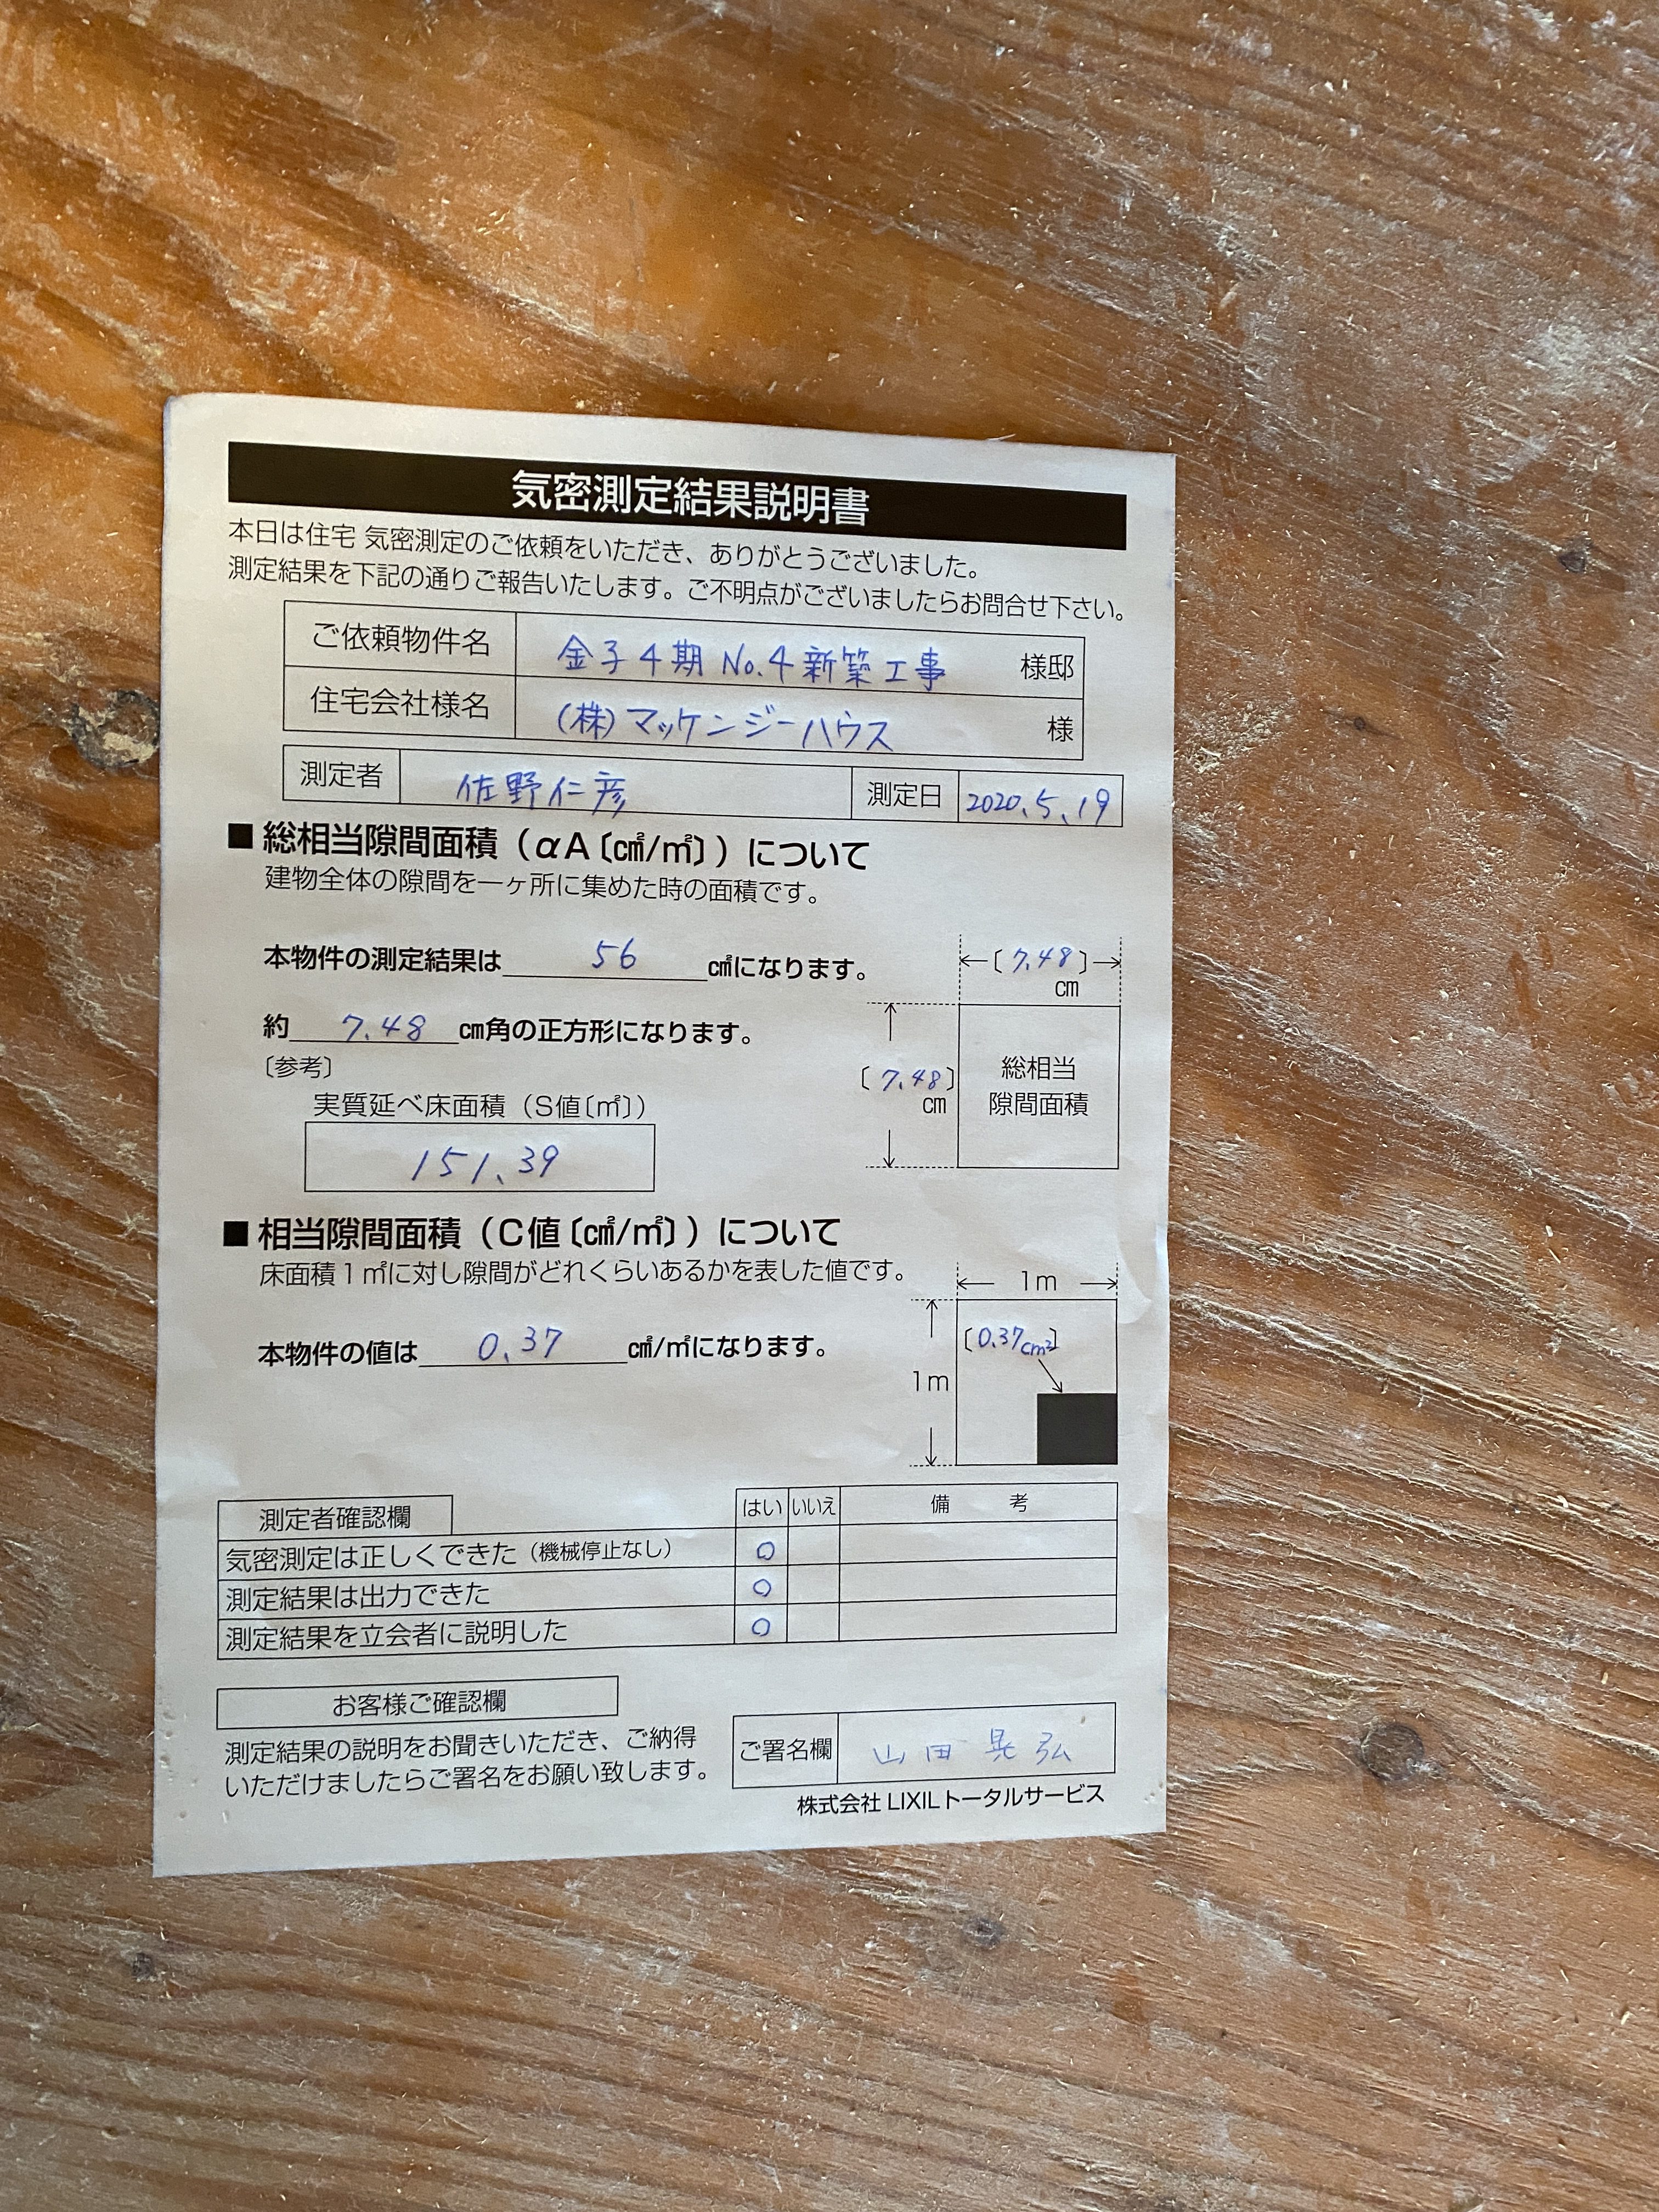 気密測定結果説明書
本日は住宅 気密測定のご依頼をいただき、ありがとうございました。
測定結果を下記の通りご報告いたします。ご不明点がございましたらお問合せ下さい。
ご依頼物件名 金子4期 No.4新築工事 様邸
住宅会社様名 (株)マッケンジーハウス 様
測定者 佐野仁彦 測定日 2020.5.19
■ 総相当隙間面積（αA〔㎠/㎡〕）について
建物全体の隙間を一ヶ所に集めた時の面積です。
本物件の測定結果は 56 ㎠になります。
約 7.48 ㎝角の正方形になります。
〔参考〕
実質延べ床面積（S値〔㎡〕）
151.39
〔7.48〕
cm
〔7.48〕
cm
総相当
隙間面積
■ 相当隙間面積（C値〔㎠/㎡〕）について
床面積1㎡に対し隙間がどれくらいあるかを表した値です。
本物件の値は 0.37 ㎠/㎡になります。
1m
〔0.37cm²〕
1m
測定者確認欄 はい いいえ 備考
気密測定は正しくできた（機械停止なし） ○
測定結果は出力できた ○
測定結果を立会者に説明した ○
お客様ご確認欄
測定結果の説明をお聞きいただき、ご納得
いただけましたらご署名をお願い致します。
ご署名欄 山田晃弘
株式会社 LIXILトータルサービス